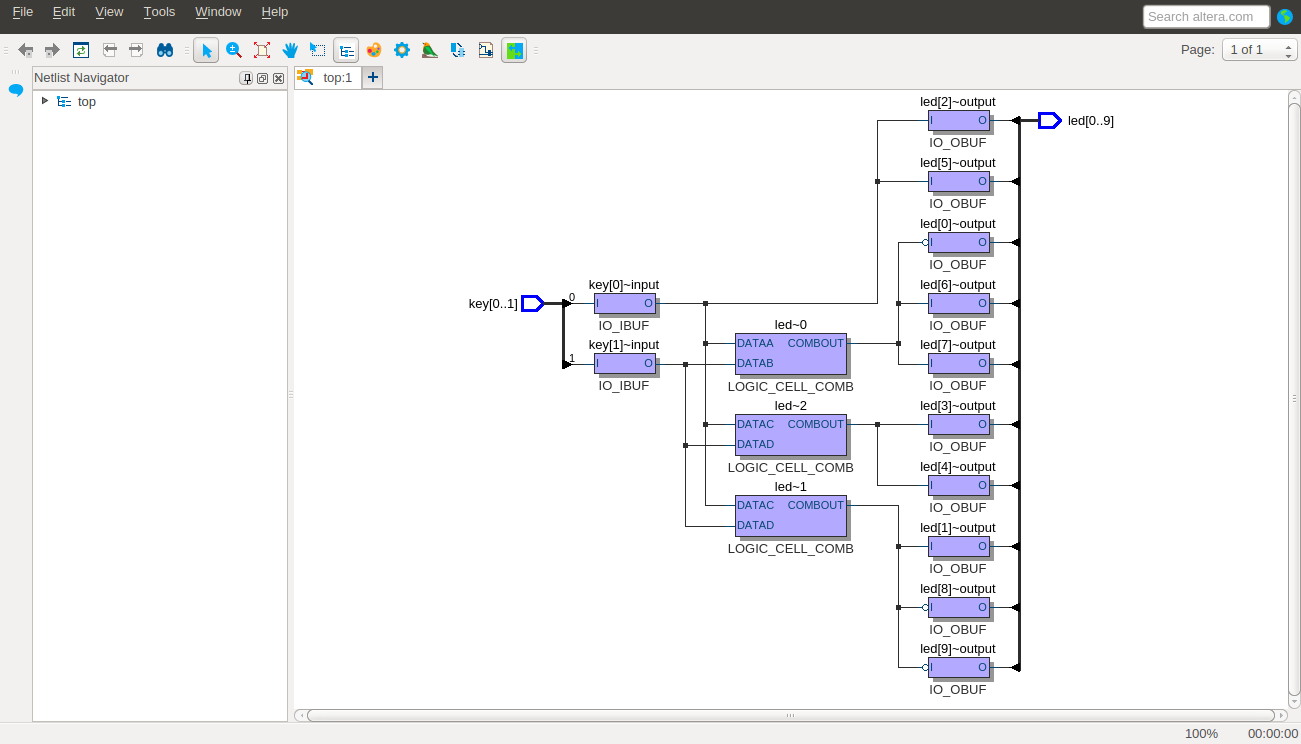 File Edit View Tools Window Help
Search altera.com
Page: 1 of 1
Netlist Navigator
top:1
top
key[0..1]
0
1
key[0]~input
I O
IO_IBUF
key[1]~input
I O
IO_IBUF
led~0
DATAA COMBOUT
DATAB
LOGIC_CELL_COMB
led~2
DATAC COMBOUT
DATAD
LOGIC_CELL_COMB
led~1
DATAC COMBOUT
DATAD
LOGIC_CELL_COMB
led[2]~output
I O
IO_OBUF
led[5]~output
I O
IO_OBUF
led[0]~output
I O
IO_OBUF
led[6]~output
I O
IO_OBUF
led[7]~output
I O
IO_OBUF
led[3]~output
I O
IO_OBUF
led[4]~output
I O
IO_OBUF
led[1]~output
I O
IO_OBUF
led[8]~output
I O
IO_OBUF
led[9]~output
I O
IO_OBUF
led[0..9]
100% 00:00:00